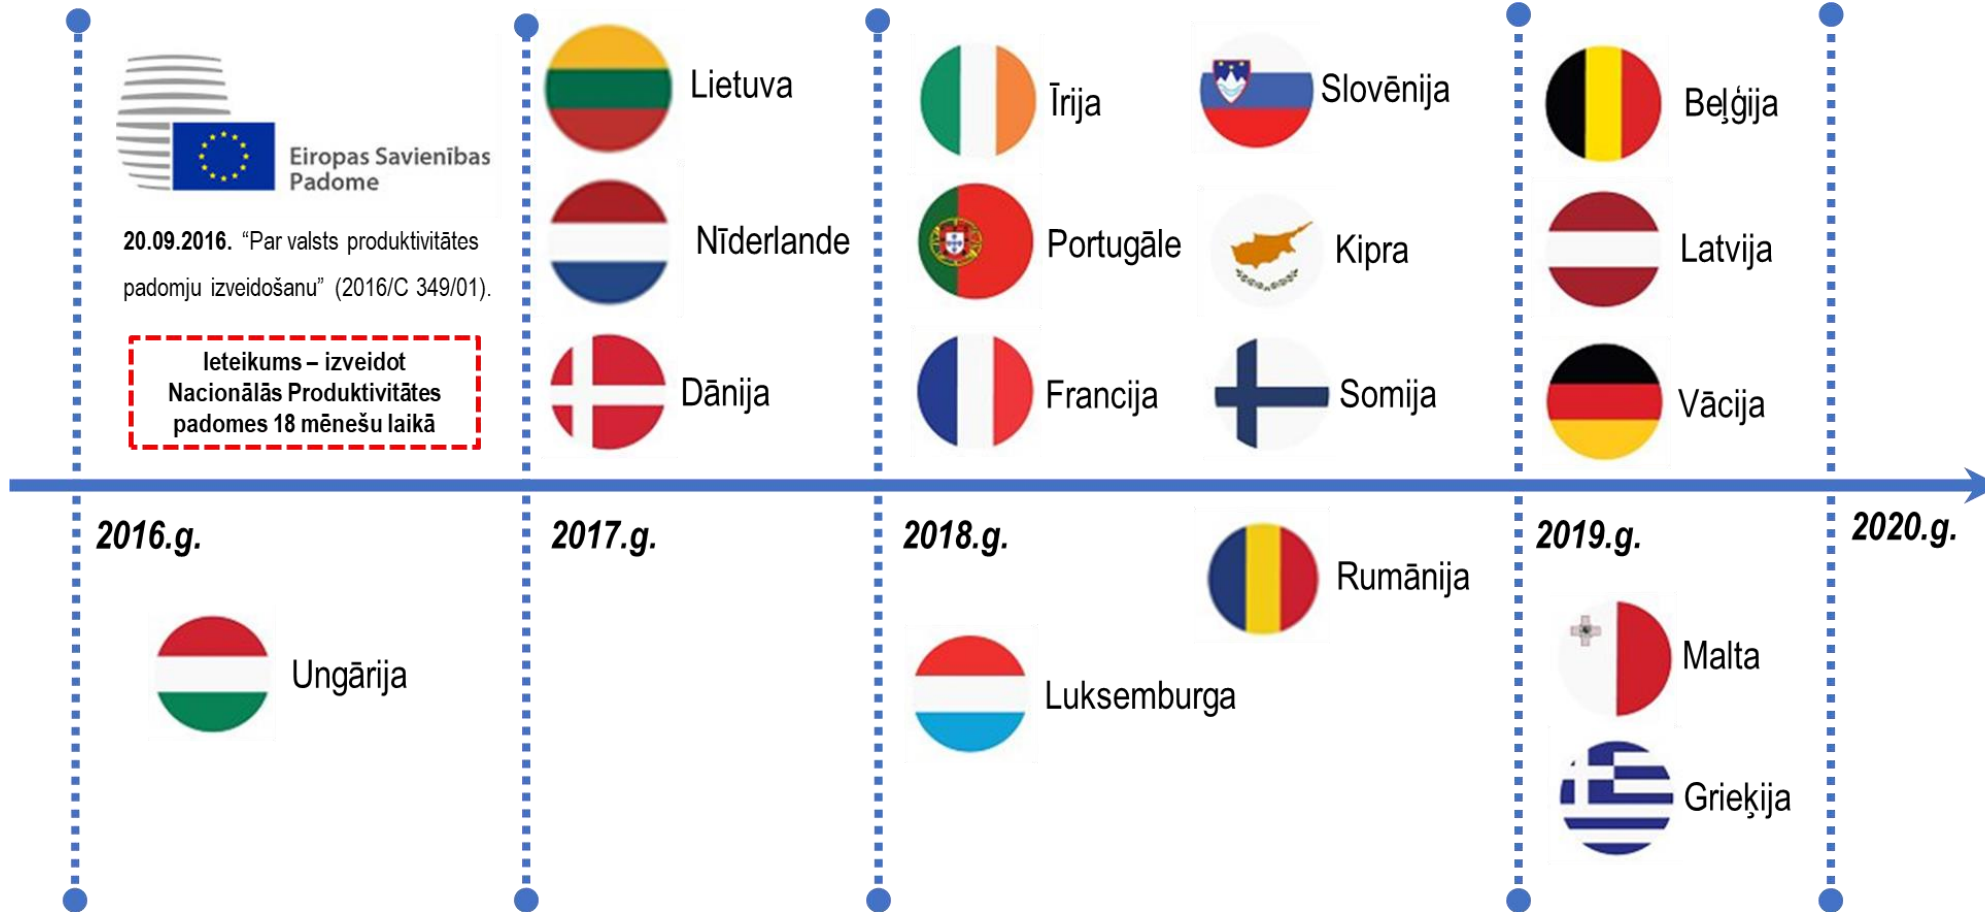 Eiropas Savienības
Padome
20.09.2016. “Par valsts produktivitātes
padomju izveidošanu” (2016/C 349/01).
Ieteikums – izveidot
Nacionālās Produktivitātes
padomes 18 mēnešu laikā
Lietuva
Nīderlande
Dānija
Īrija
Portugāle
Francija
Slovēnija
Kipra
Somija
Beļģija
Latvija
Vācija
2016.g.
2017.g.
2018.g.
2019.g.
2020.g.
Ungārija
Luksemburga
Rumānija
Malta
Grieķija